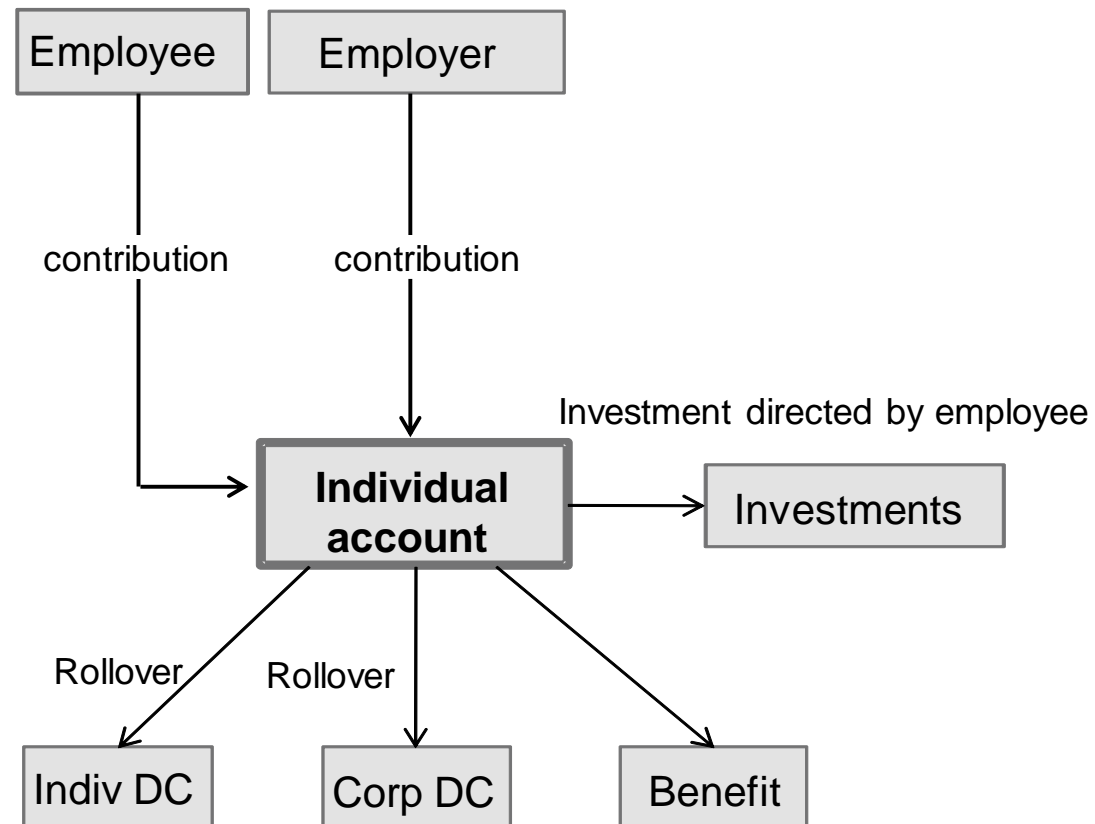 Employee
Employer
contribution
contribution
Investment directed by employee
Individual
account
Investments
Rollover
Rollover
Indiv DC
Corp DC
Benefit